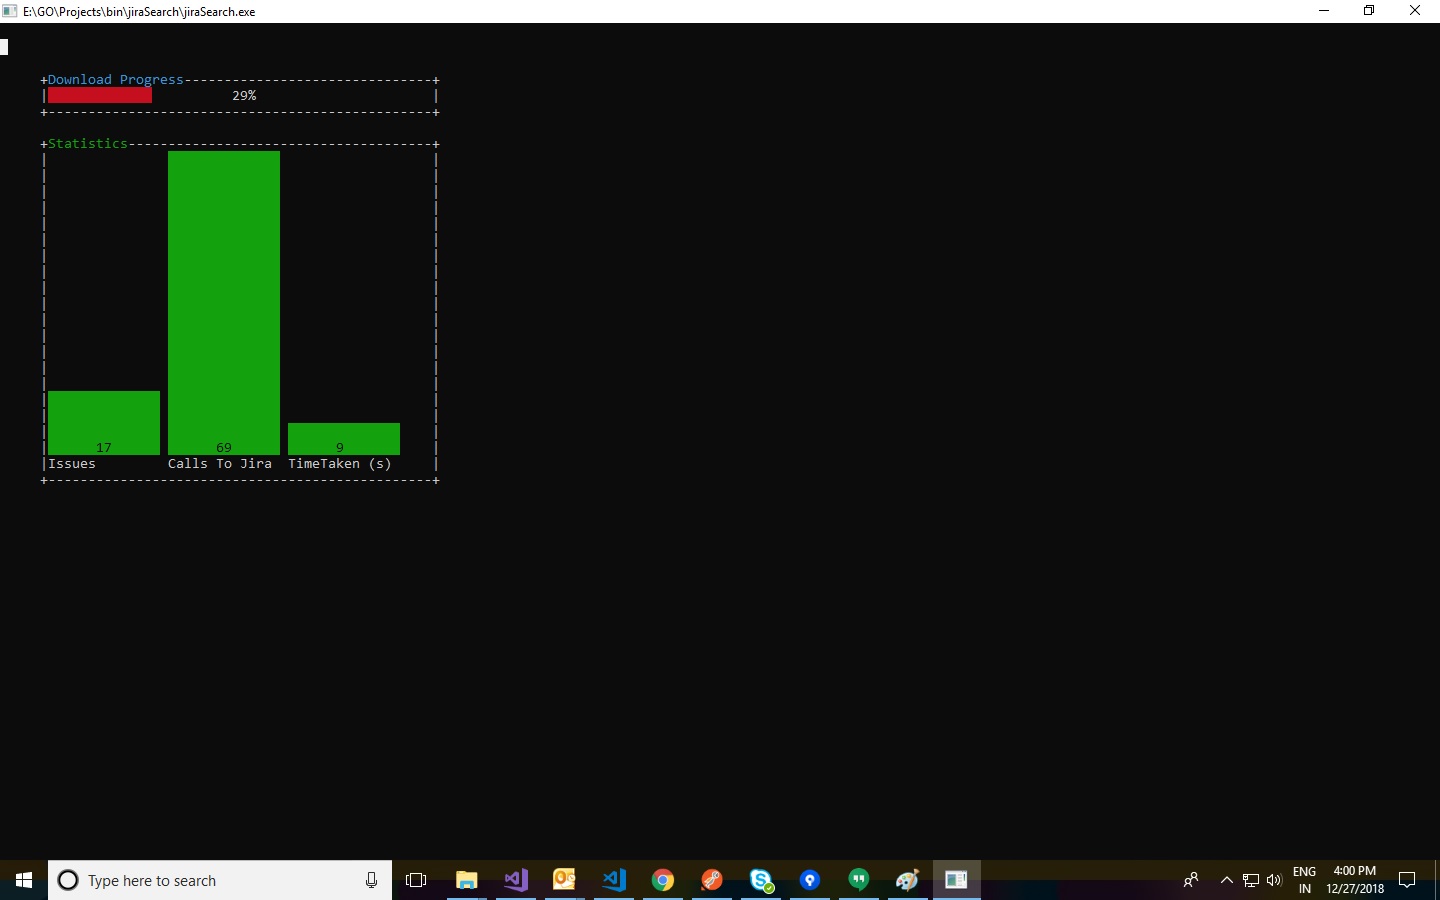 E:\GO\Projects\bin\jiraSearch\jiraSearch.exe
Download Progress
29%
Statistics
17 69 9
Issues Calls To Jira TimeTaken (s)
Type here to search
ENG
IN
4:00 PM
12/27/2018